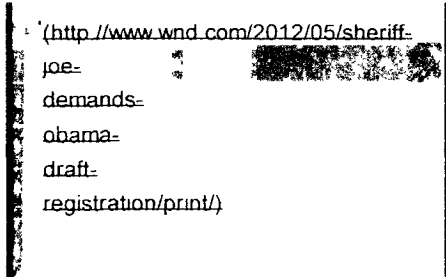 (http://www.wnd.com/2012/05/sheriff-
joe-
demands-
obama-
draft-
registration/print/)